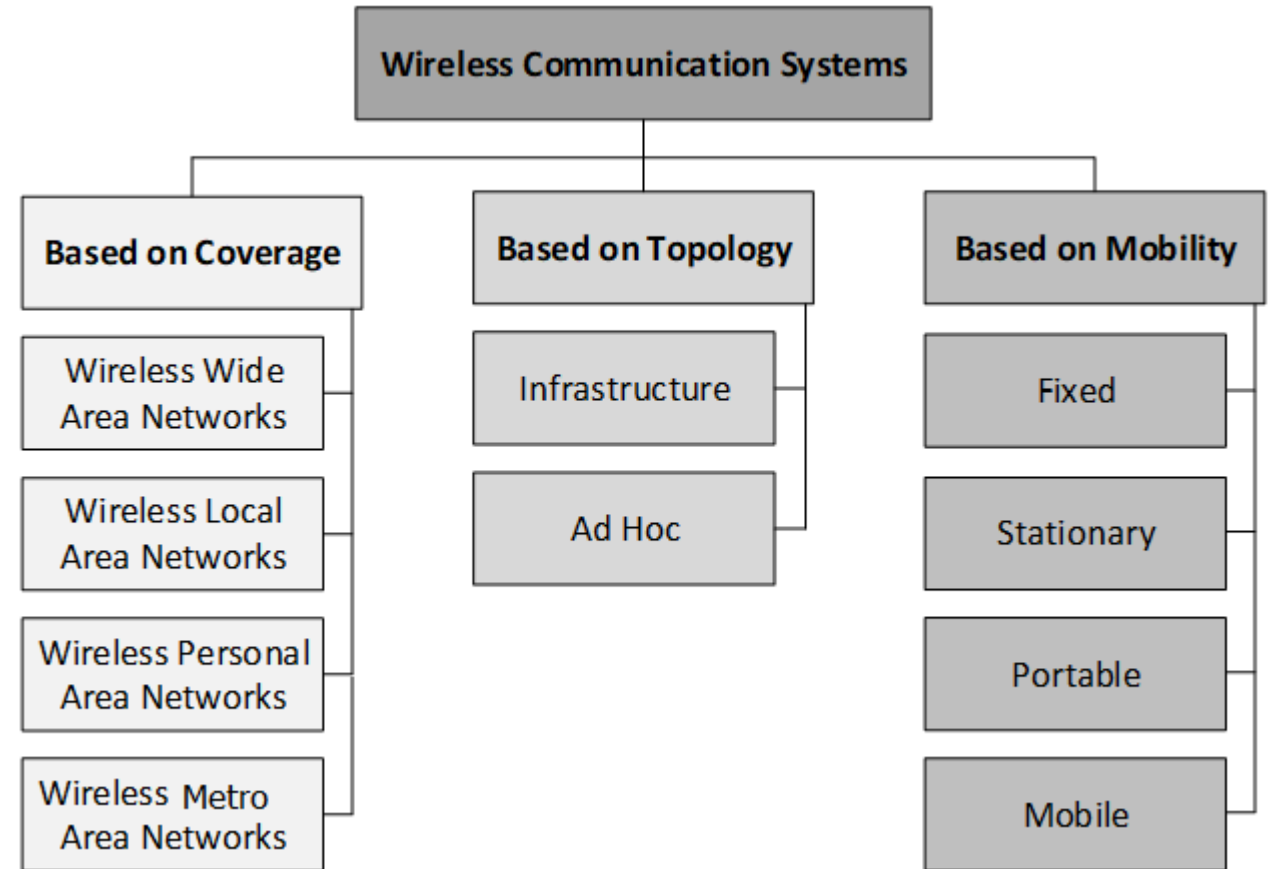 Wireless Communication Systems
Based on Coverage
Wireless Wide
Area Networks
Wireless Local
Area Networks
Wireless Personal
Area Networks
Wireless Metro
Area Networks
Based on Topology
Infrastructure
Ad Hoc
Based on Mobility
Fixed
Stationary
Portable
Mobile